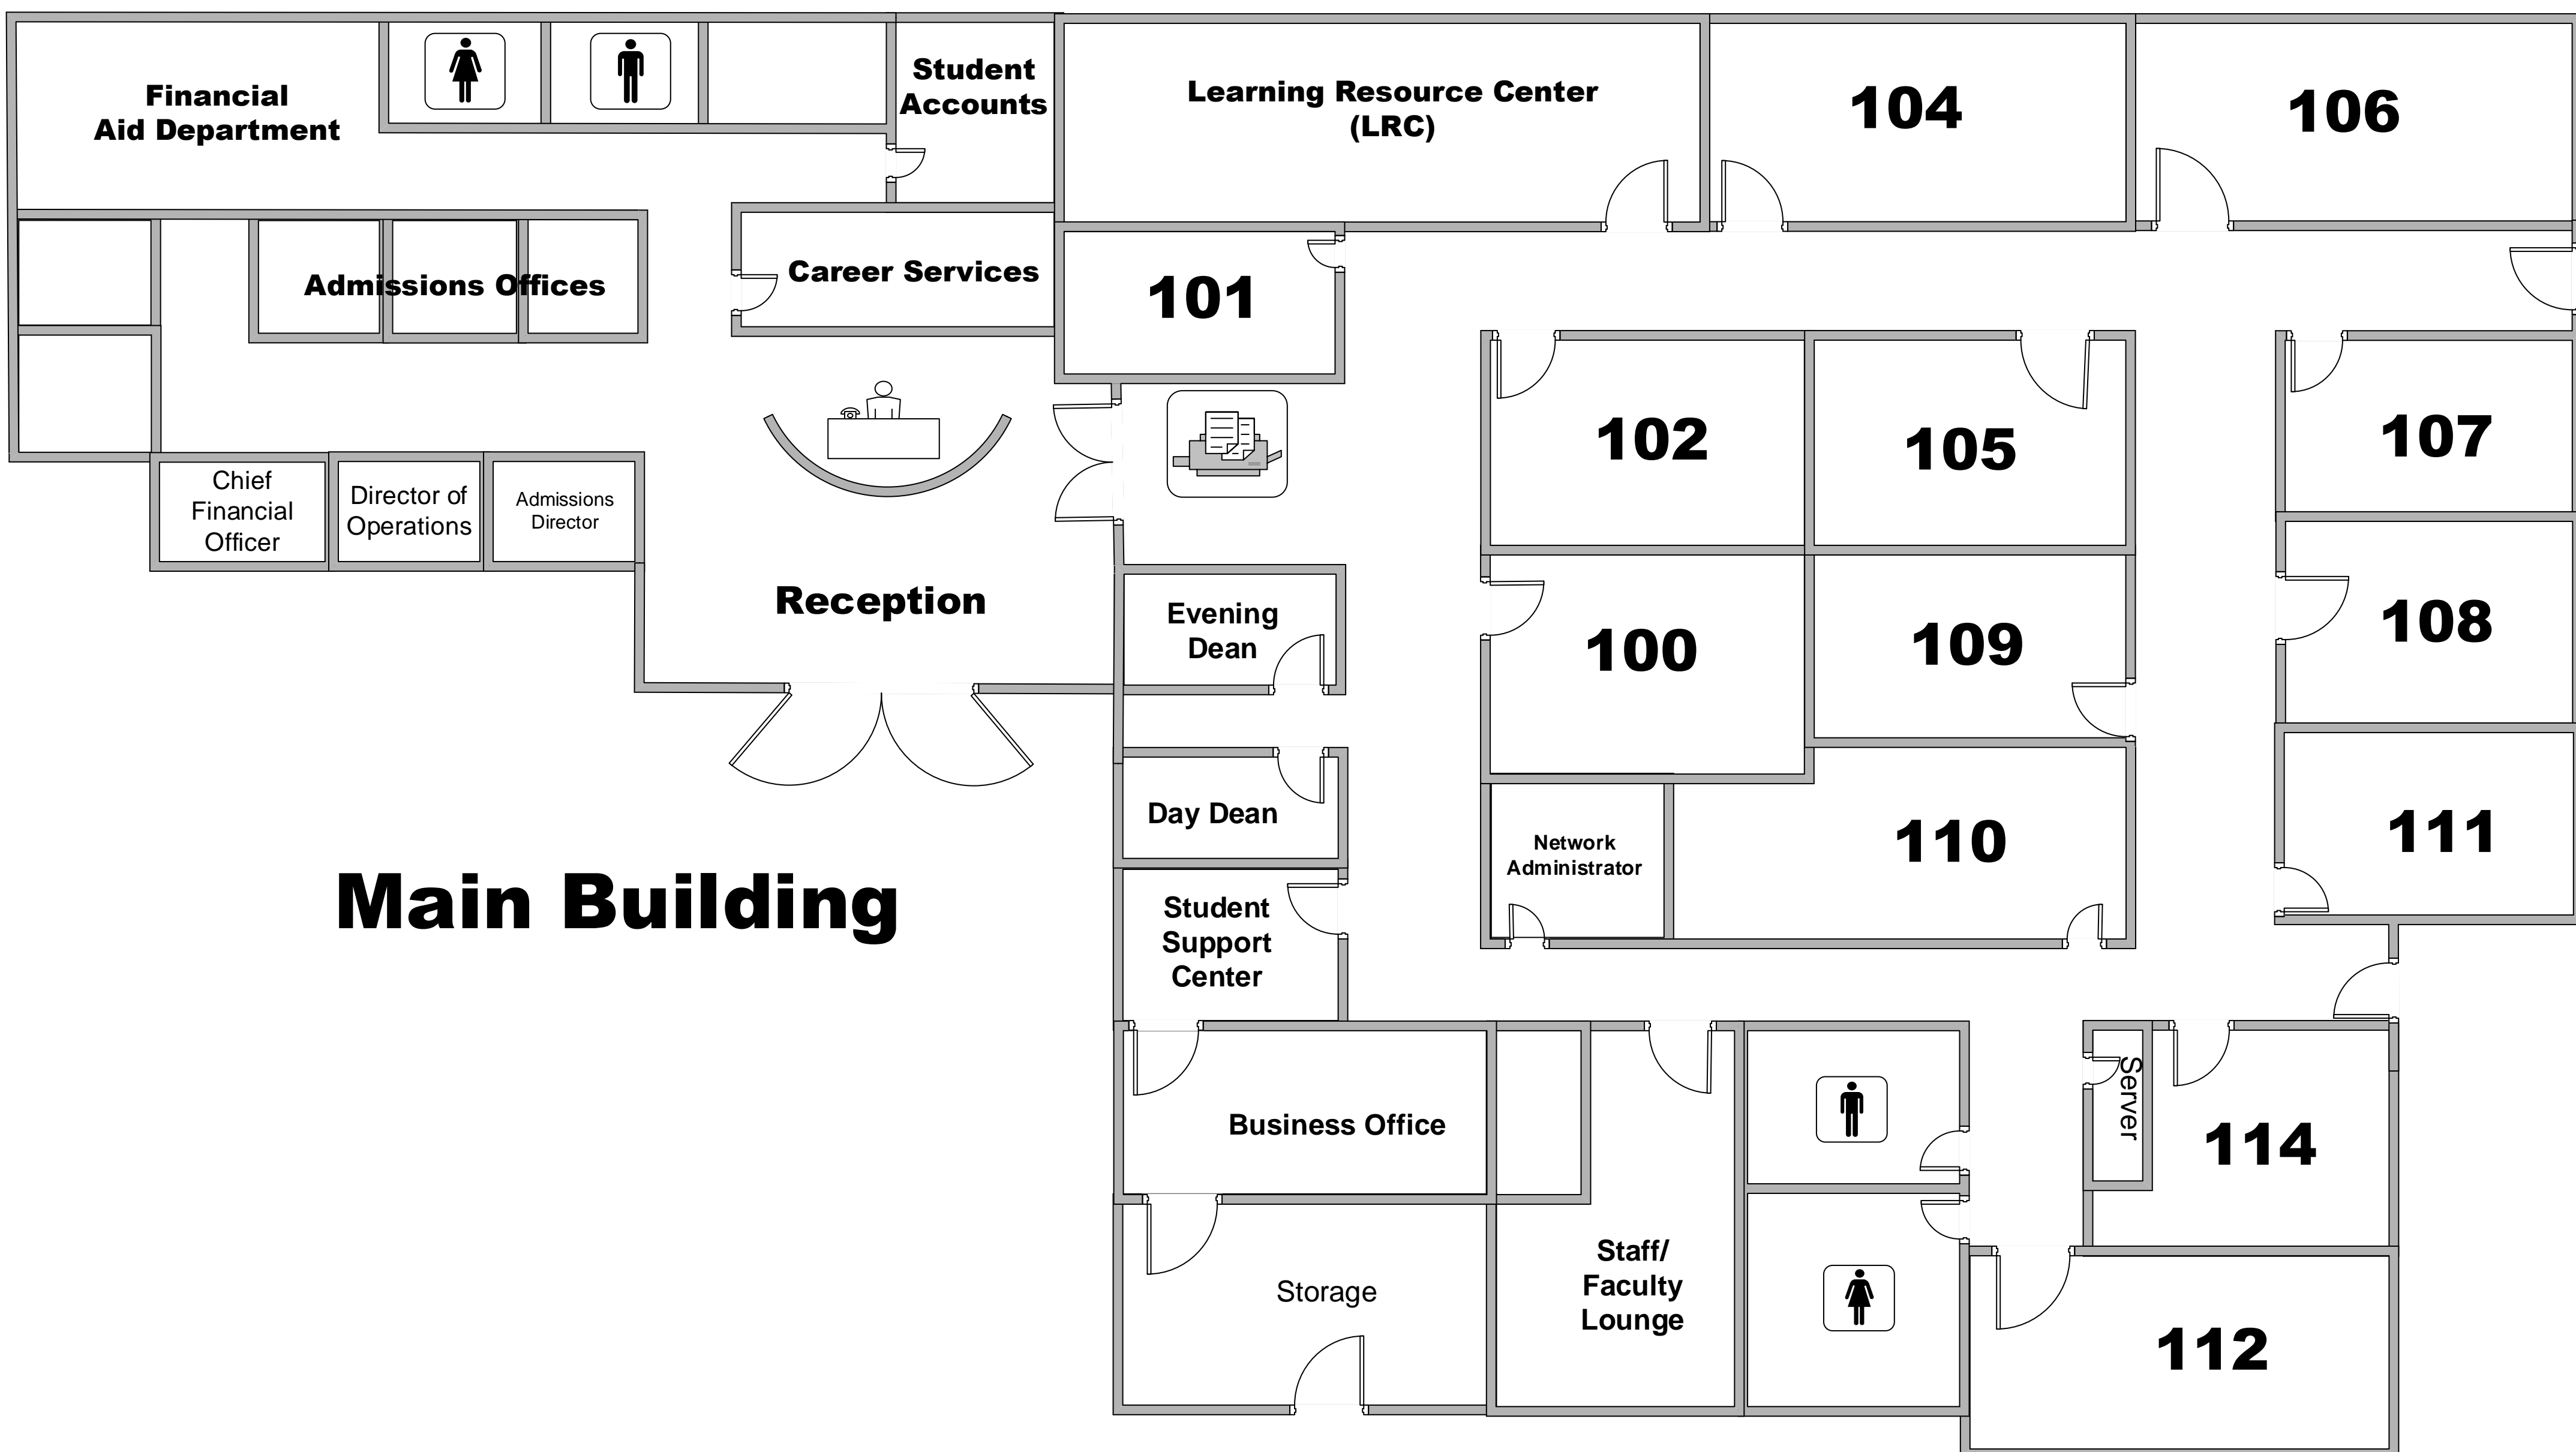 Financial
Aid Department
Student
Accounts
Learning Resource Center
(LRC)
104
106
Admissions Offices
Career Services
101
102
105
107
Chief
Financial
Officer
Director of
Operations
Admissions
Director
Reception
Evening
Dean
100
109
108
Day Dean
Network
Administrator
110
111
Main Building
Student
Support
Center
Business Office
Server
114
Staff/
Faculty
Lounge
Storage
112